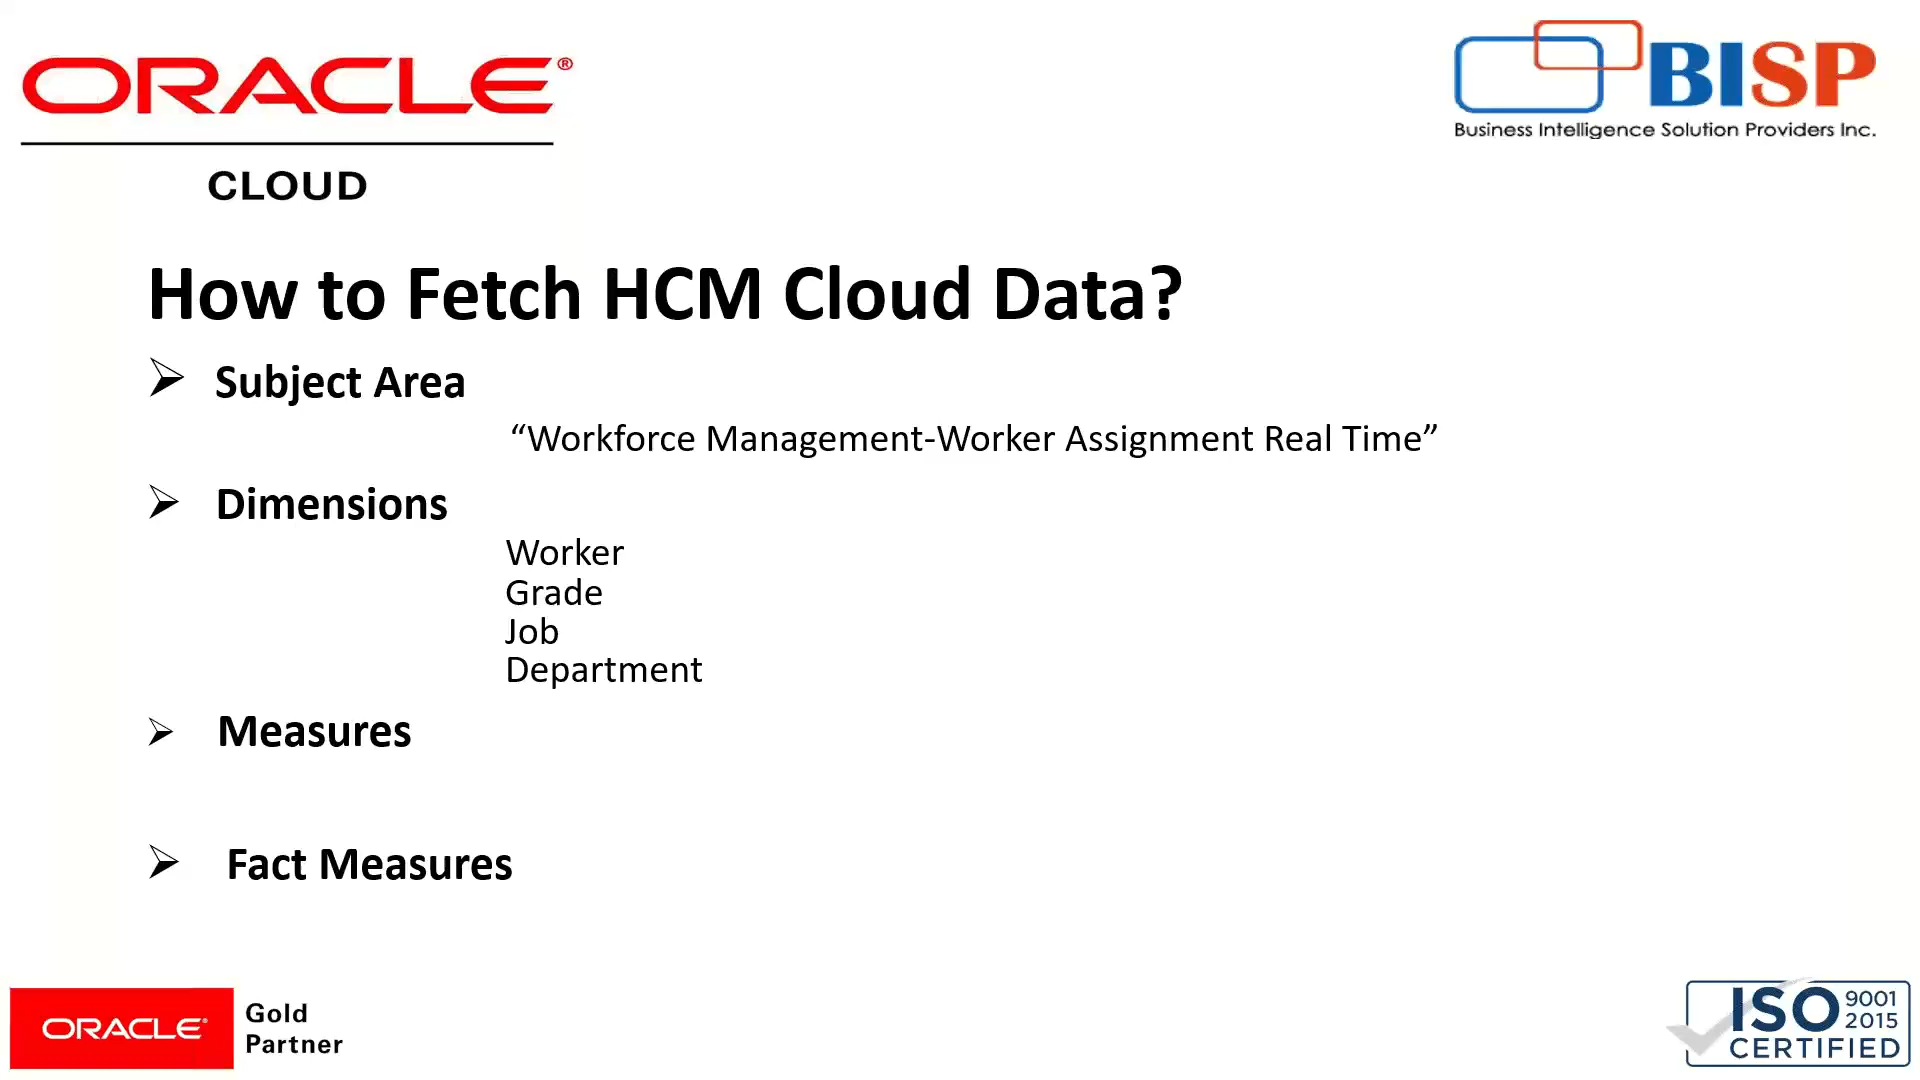 ORACLE®
CLOUD
BISP
Business Intelligence Solution Providers Inc.
How to Fetch HCM Cloud Data?
➢ Subject Area
“Workforce Management-Worker Assignment Real Time”
➢ Dimensions
Worker
Grade
Job
Department
➢ Measures
➢ Fact Measures
ORACLE®
Gold
Partner
ISO 9001
2015
CERTIFIED